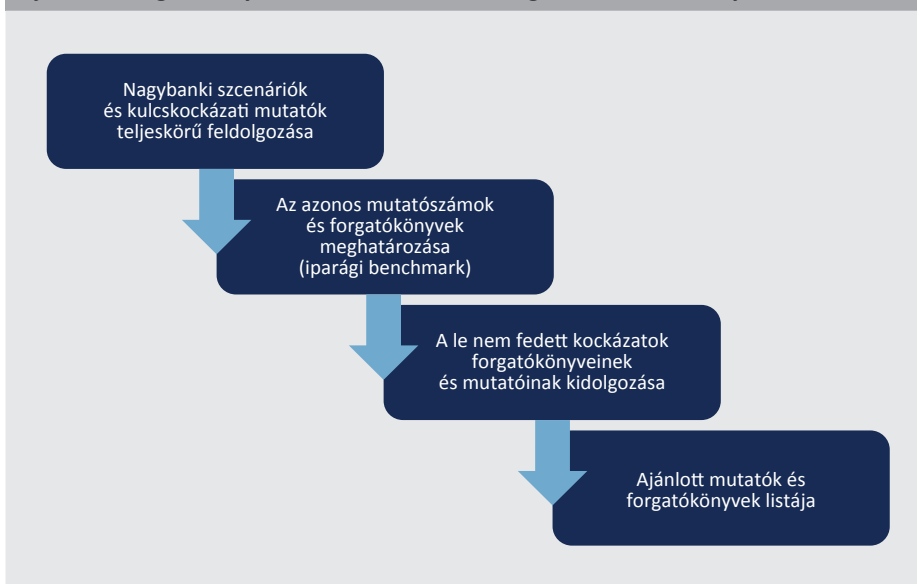 Nagybanki szcenáriók
és kulcskockázati mutatók
teljeskörű feldolgozása
Az azonos mutatószámok
és forgatókönyvek
meghatározása
(iparági benchmark)
A le nem fedett kockázatok
forgatókönyveinek
és mutatóinak kidolgozása
Ajánlott mutatók és
forgatókönyvek listája